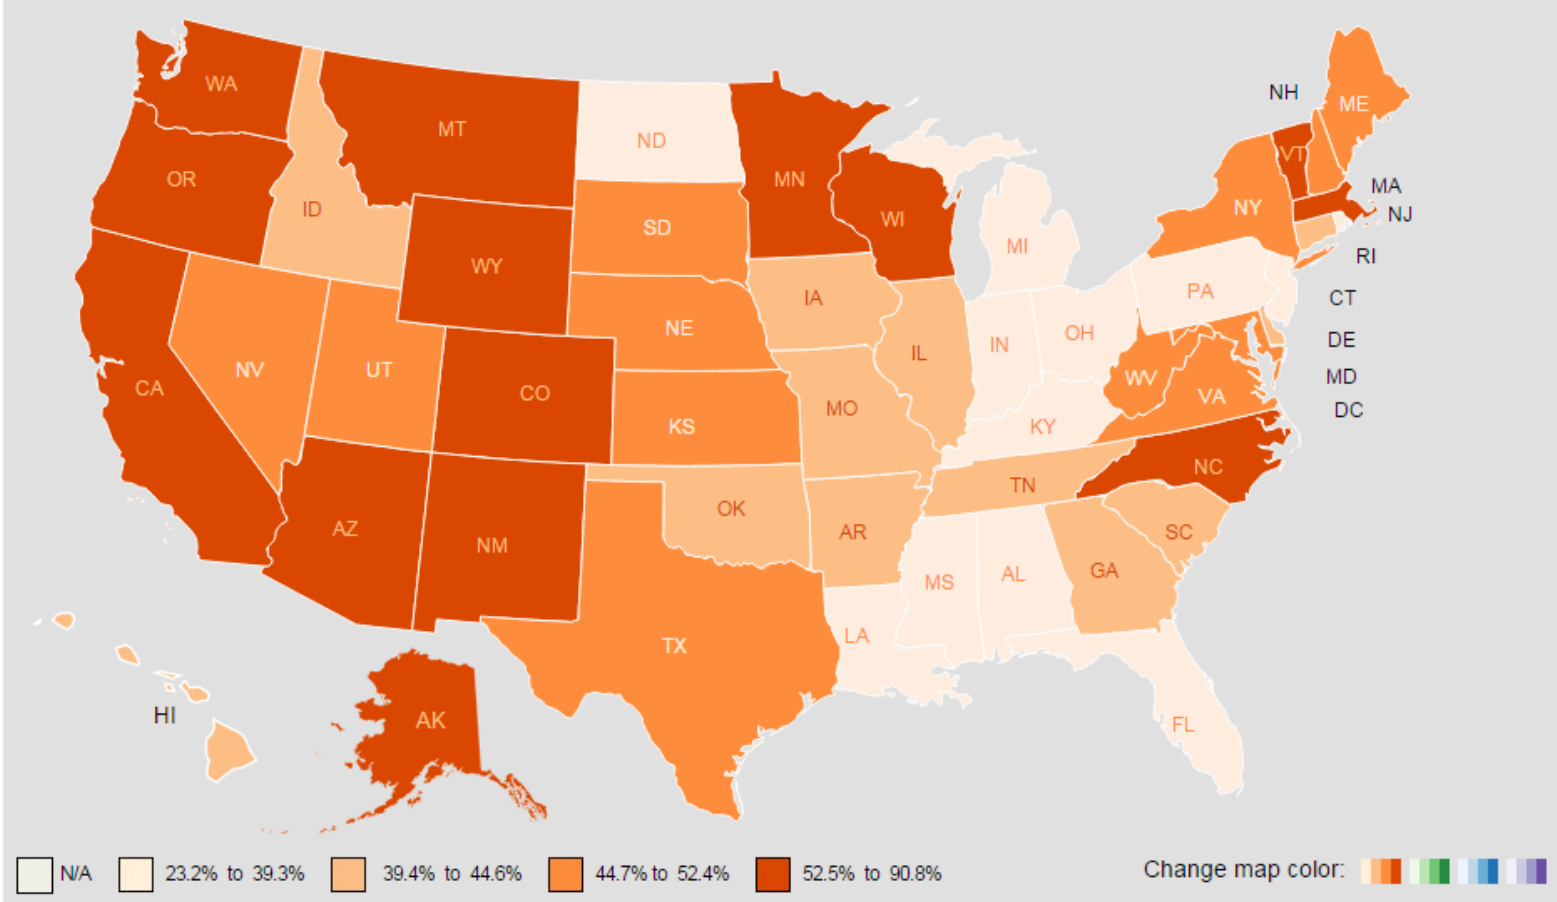 WA
MT
ND
MN
OR
ID
SD
WI
WY
MI
NH
ME
VT
MA
NY
NJ
RI
IA
NE
PA
CT
NV
UT
CA
CO
IL
IN
OH
DE
WV
VA
MD
DC
KS
MO
KY
NC
TN
OK
AZ
NM
AR
SC
GA
MS
AL
TX
LA
HI
AK
FL
N/A 23.2% to 39.3% 39.4% to 44.6% 44.7% to 52.4% 52.5% to 90.8% Change map color: